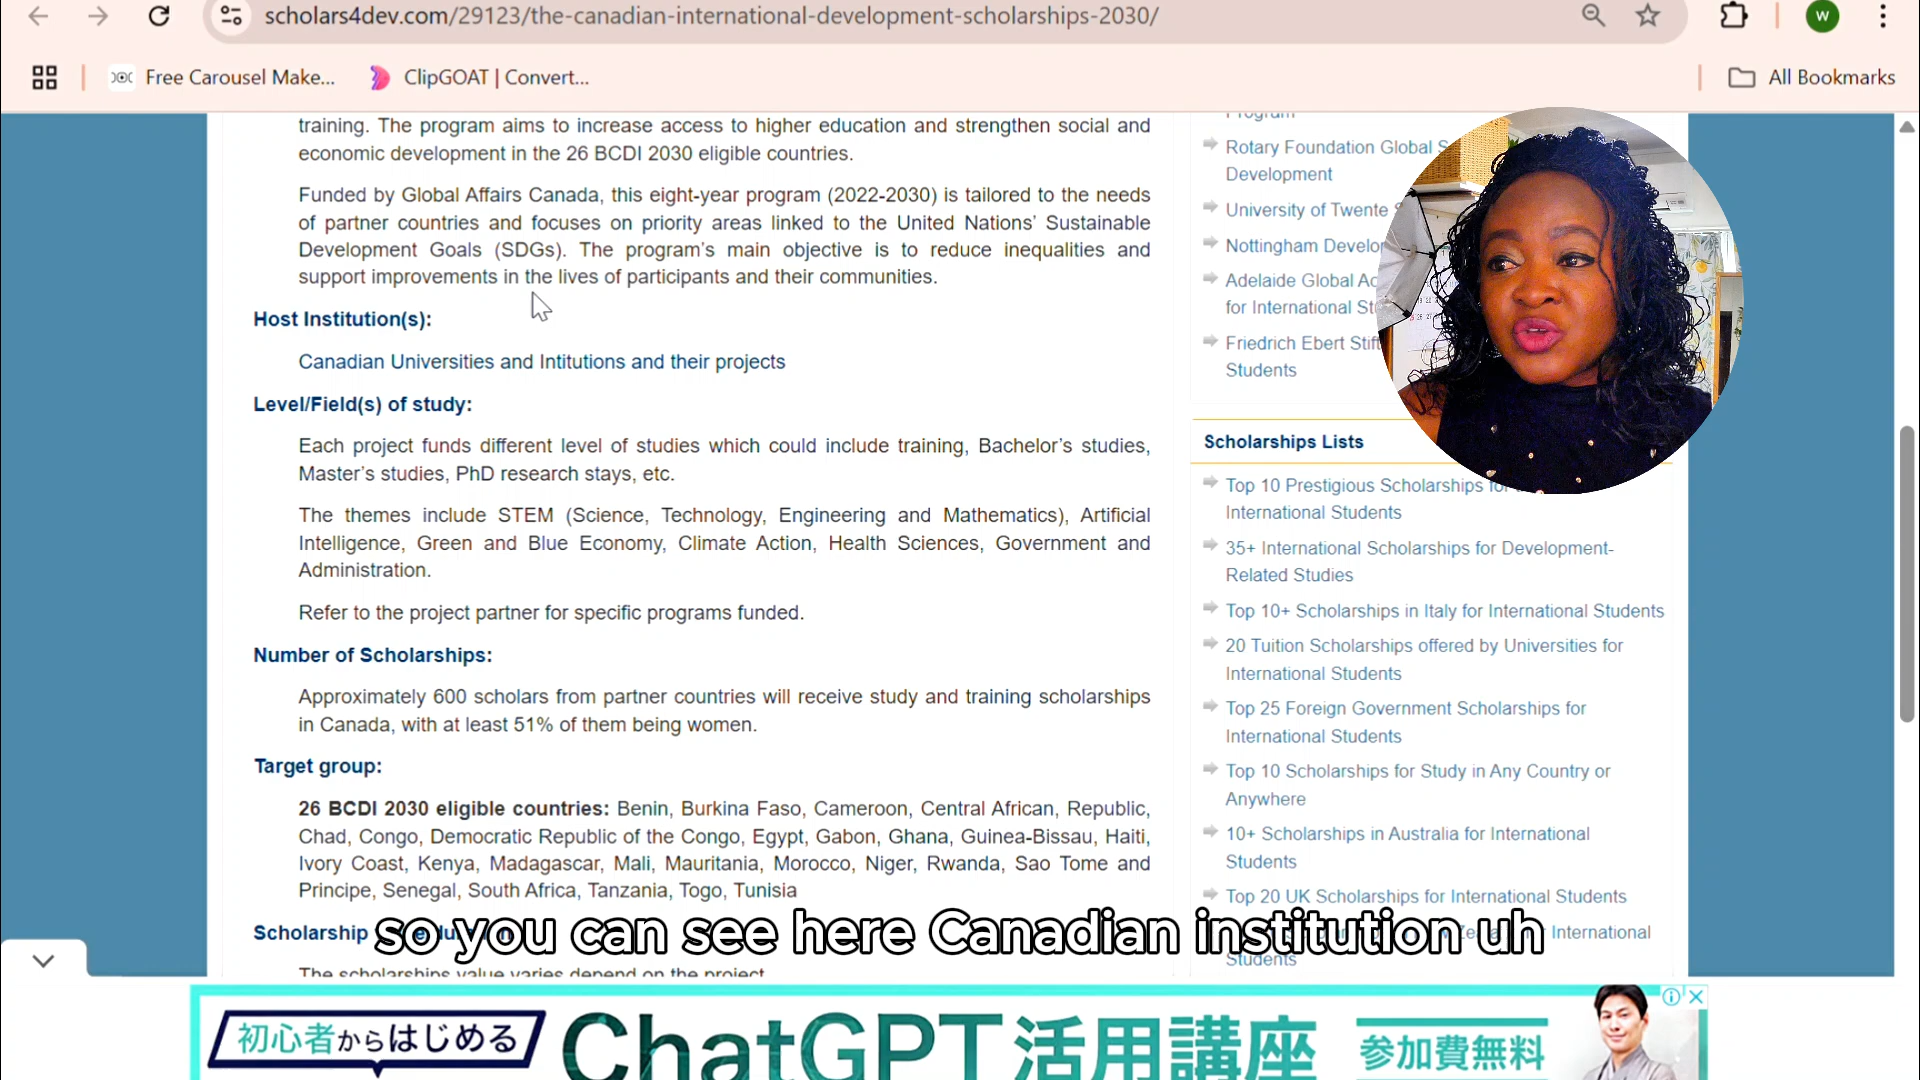 scholars4dev.com/29123/the-canadian-international-development-scholarships-2030/
W
Free Carousel Make...
ClipGOAT | Convert...
All Bookmarks
training. The program aims to increase access to higher education and strengthen social and
economic development in the 26 BCDI 2030 eligible countries.
Funded by Global Affairs Canada, this eight-year program (2022-2030) is tailored to the needs
of partner countries and focuses on priority areas linked to the United Nations' Sustainable
Development Goals (SDGs). The program's main objective is to reduce inequalities and
support improvements in the lives of participants and their communities.
Host Institution(s):
Canadian Universities and Intitutions and their projects
Level/Field(s) of study:
Each project funds different level of studies which could include training, Bachelor's studies,
Master's studies, PhD research stays, etc.
The themes include STEM (Science, Technology, Engineering and Mathematics), Artificial
Intelligence, Green and Blue Economy, Climate Action, Health Sciences, Government and
Administration.
Refer to the project partner for specific programs funded.
Number of Scholarships:
Approximately 600 scholars from partner countries will receive study and training scholarships
in Canada, with at least 51% of them being women.
Target group:
26 BCDI 2030 eligible countries: Benin, Burkina Faso, Cameroon, Central African, Republic,
Chad, Congo, Democratic Republic of the Congo, Egypt, Gabon, Ghana, Guinea-Bissau, Haiti,
Ivory Coast, Kenya, Madagascar, Mali, Mauritania, Morocco, Niger, Rwanda, Sao Tome and
Principe, Senegal, South Africa, Tanzania, Togo, Tunisia
Scholarship
The scholarships value varies depend on the project
Program
Rotary Foundation Global
Development
University of Twente
Nottingham
Adelaide Global
for International
Friedrich Ebert
Students
Scholarships Lists
Top 10 Prestigious Scholarships
International Students
35+ International Scholarships for Development-
Related Studies
Top 10+ Scholarships in Italy for International Students
20 Tuition Scholarships offered by Universities for
International Students
Top 25 Foreign Government Scholarships for
International Students
Top 10 Scholarships for Study in Any Country or
Anywhere
10+ Scholarships in Australia for International
Students
Top 20 UK Scholarships for International Students
International
Students
so you can see here Canadian institution uh
初心者からはじめる
ChatGPT活用講座
参加費無料